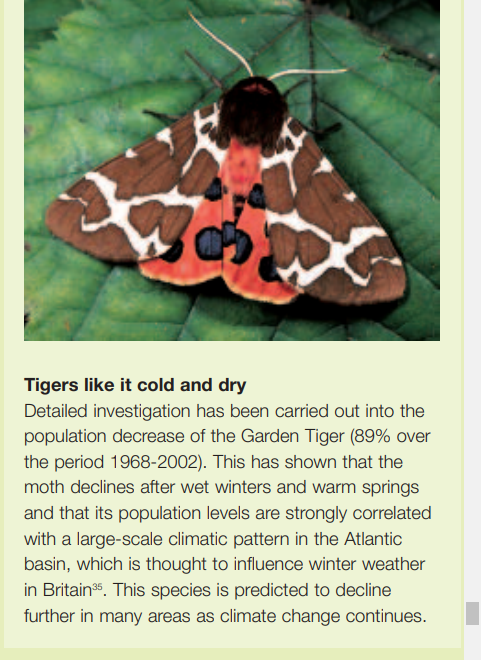 Tigers like it cold and dry
Detailed investigation has been carried out into the
population decrease of the Garden Tiger (89% over
the period 1968-2002). This has shown that the
moth declines after wet winters and warm springs
and that its population levels are strongly correlated
with a large-scale climatic pattern in the Atlantic
basin, which is thought to influence winter weather
in Britain³⁵. This species is predicted to decline
further in many areas as climate change continues.